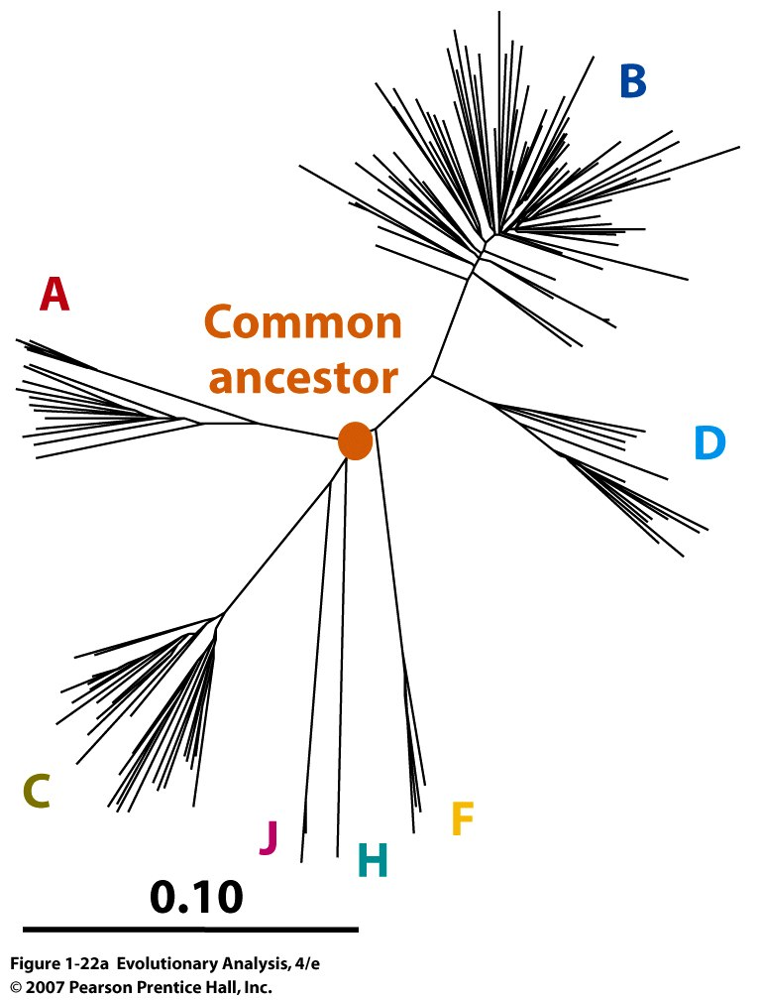 B
A
Common
ancestor
D
C
J
H
F
0.10
Figure 1-22a Evolutionary Analysis, 4/e
© 2007 Pearson Prentice Hall, Inc.